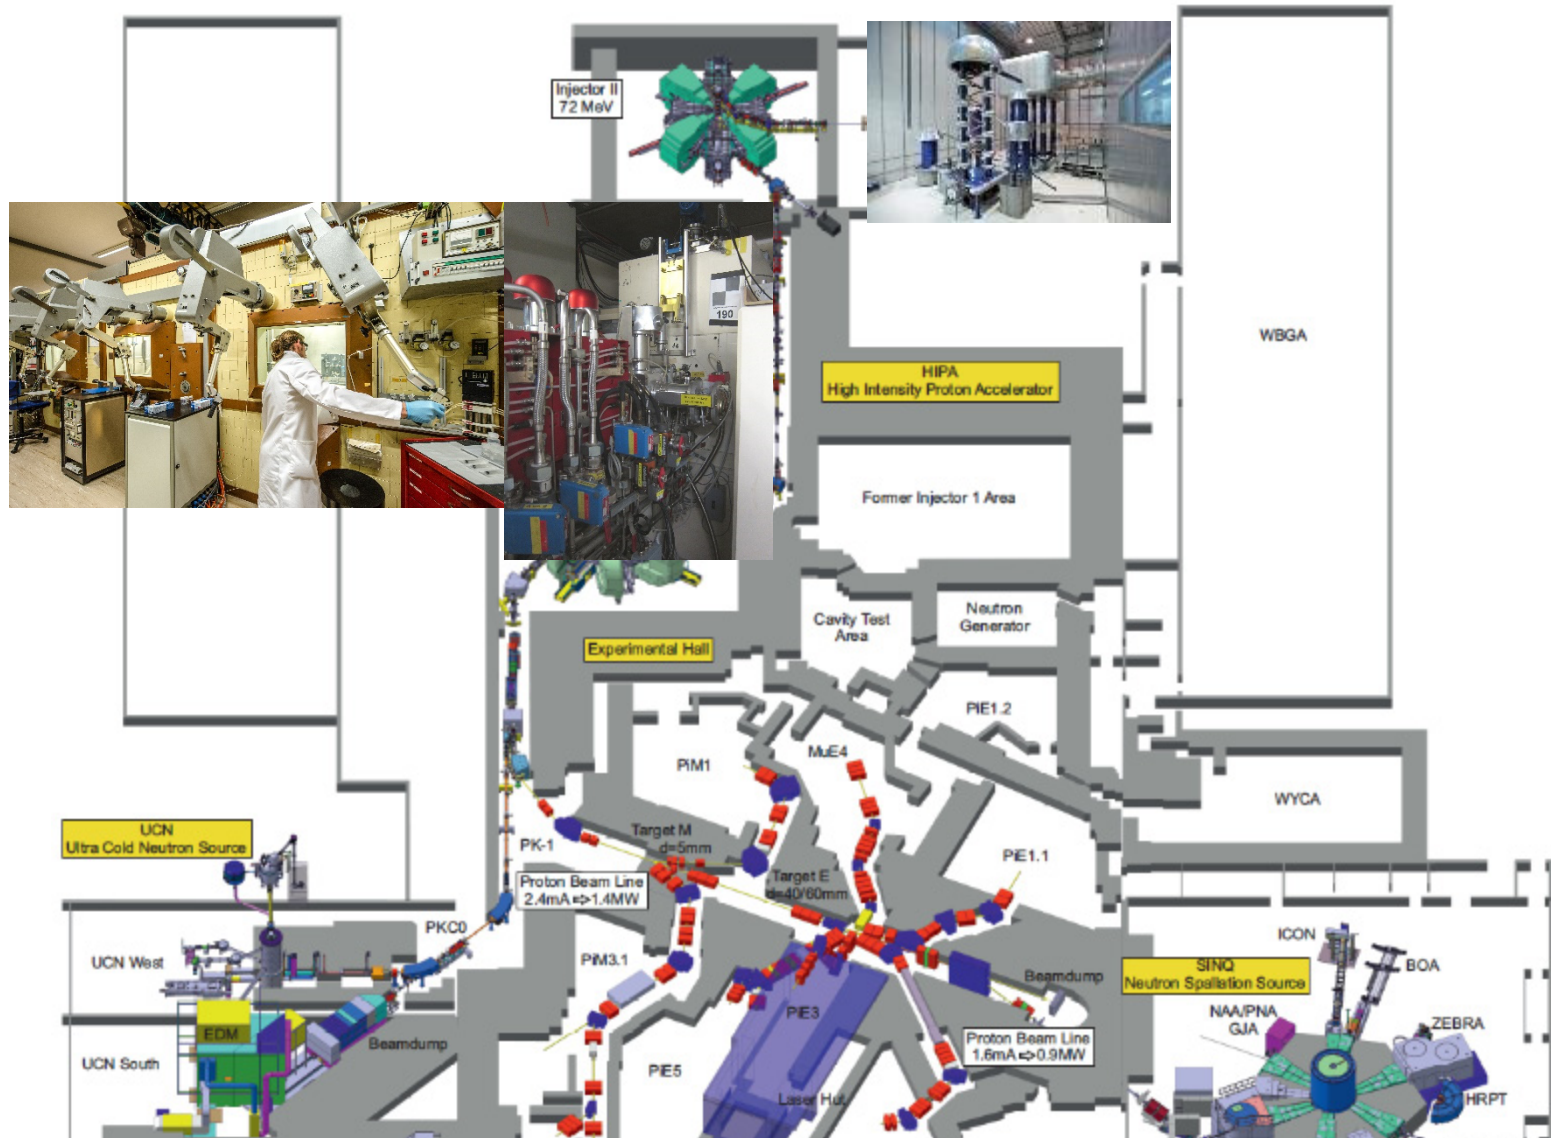 Injector II
72 MeV
190
HIPA
High Intensity Proton Accelerator
WBGA
Former Injector 1 Area
Cavity Test
Area
Neutron
Generator
Experimental Hall
PiE1.2
PiM1
MuE4
WYCA
UCN
Ultra Cold Neutron Source
Target M
d=5mm
PK-1
PiE1.1
Target E
d=40/60mm
Proton Beam Line
2.4mA ⇨1.4MW
PKC0
ICON
UCN West
PiM3.1
BOA
SINQ
Neutron Spallation Source
Beamdump
PiE3
NAA/PNA
GJA
ZEBRA
EDM
Beamdump
Proton Beam Line
1.6mA ⇨0.9MW
UCN South
PiE5
Laser Hut
HRPT